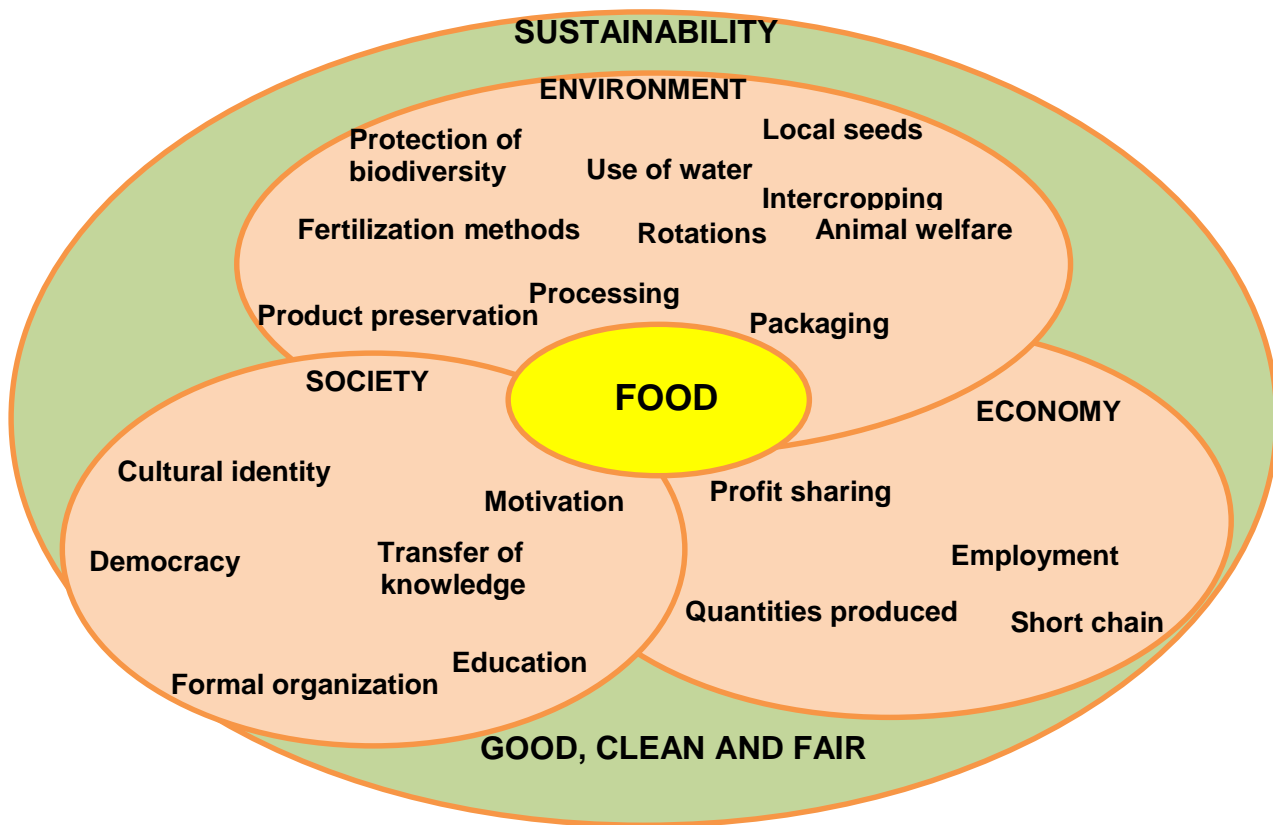 SUSTAINABILITY
ENVIRONMENT
Protection of
biodiversity
Local seeds
Use of water
Intercropping
Fertilization methods
Rotations
Animal welfare
Processing
Product preservation
Packaging
FOOD
SOCIETY
Cultural identity
Motivation
Democracy
Transfer of
knowledge
Education
Formal organization
ECONOMY
Profit sharing
Employment
Quantities produced
Short chain
GOOD, CLEAN AND FAIR